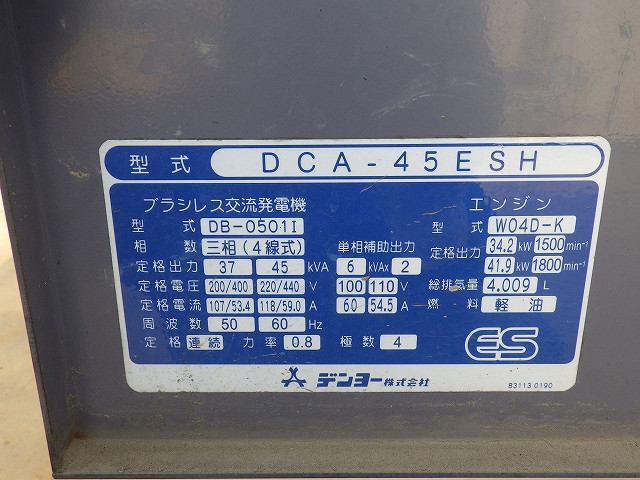 型式 DCA-45ESH
ブラシレス交流発電機 エンジン
型式 DB-0501I 型式 W04D-K
相数 三相(4線式) 単相補助出力 定格出力 34.2 kW 1500 min⁻¹
定格出力 37 45 kVA 6 kVAx 2 41.9 kW 1800 min⁻¹
定格電圧 200/400 220/440 V 100 110 V 総排気量 4.009 L
定格電流 107/53.4 118/59.0 A 60 54.5 A 燃料 軽油
周波数 50 60 Hz
定格 連続 力率 0.8 極数 4 ES
デンヨー株式会社 B3113 0190